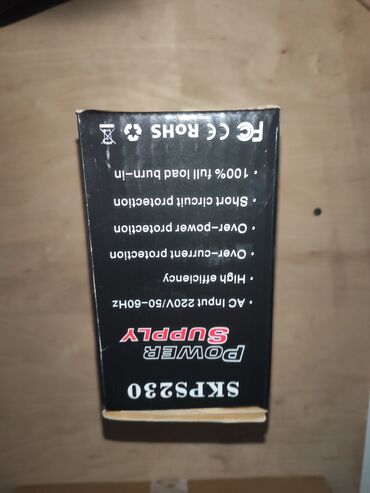 SKPS230
POWER
SUPPLY
• AC Input 220V/50-60Hz
• High efficiency
• Over-current protection
• Over-power protection
• Short circuit protection
• 100% full load burn-in
FC CE RoHS